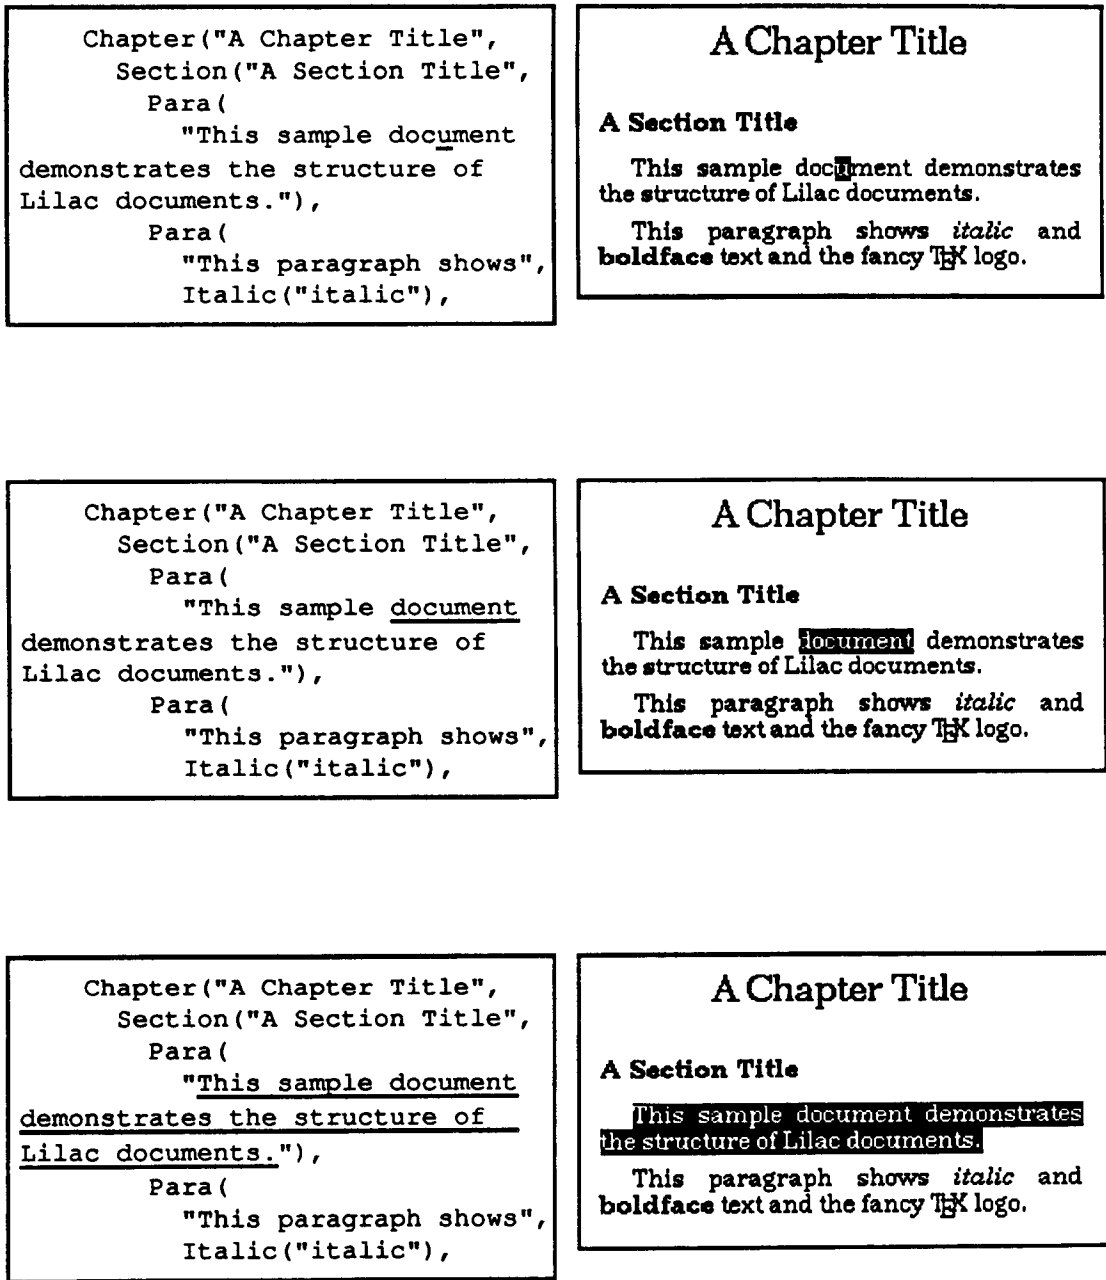 Chapter("A Chapter Title",
Section("A Section Title",
Para(
"This sample document
demonstrates the structure of
Lilac documents."),
Para(
"This paragraph shows",
Italic("italic"),
A Chapter Title
A Section Title
This sample document demonstrates
the structure of Lilac documents.
This paragraph shows italic and
boldface text and the fancy TEX logo.
Chapter("A Chapter Title",
Section("A Section Title",
Para(
"This sample document
demonstrates the structure of
Lilac documents."),
Para(
"This paragraph shows",
Italic("italic"),
A Chapter Title
A Section Title
This sample document demonstrates
the structure of Lilac documents.
This paragraph shows italic and
boldface text and the fancy TEX logo.
Chapter("A Chapter Title",
Section("A Section Title",
Para(
"This sample document
demonstrates the structure of
Lilac documents."),
Para(
"This paragraph shows",
Italic("italic"),
A Chapter Title
A Section Title
This sample document demonstrates
the structure of Lilac documents.
This paragraph shows italic and
boldface text and the fancy TEX logo.